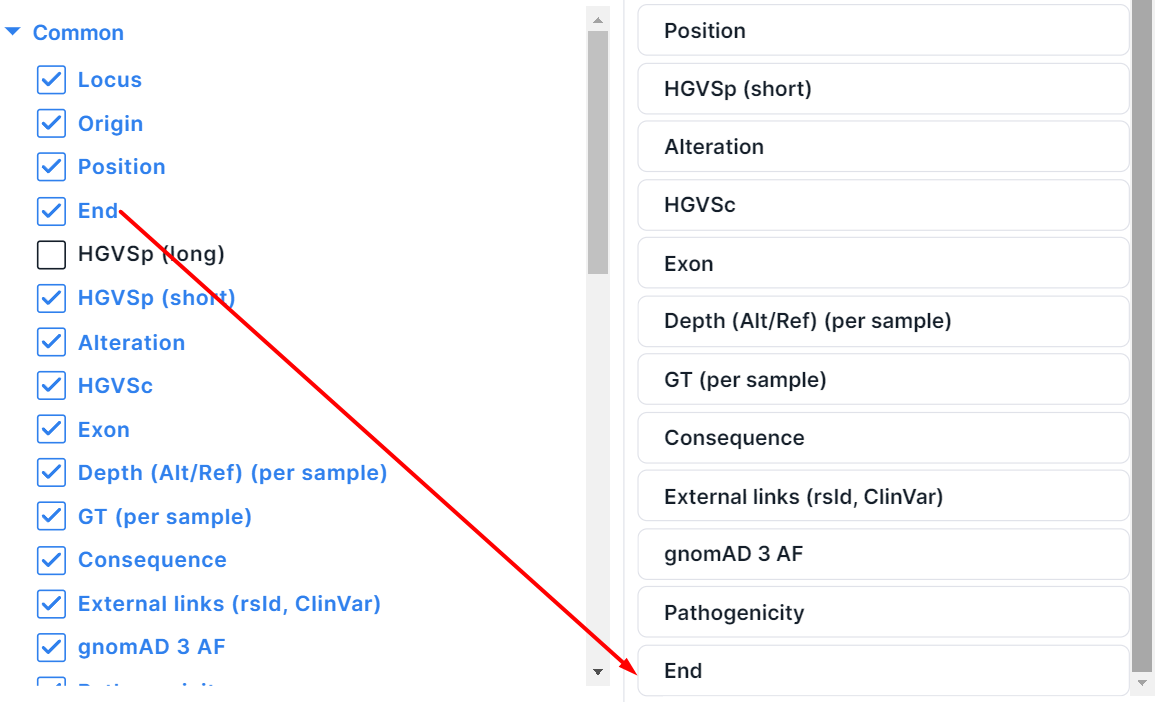 Common
Locus
Origin
Position
End
HGVSp (long)
HGVSp (short)
Alteration
HGVSc
Exon
Depth (Alt/Ref) (per sample)
GT (per sample)
Consequence
External links (rsId, ClinVar)
gnomAD 3 AF
Position
HGVSp (short)
Alteration
HGVSc
Exon
Depth (Alt/Ref) (per sample)
GT (per sample)
Consequence
External links (rsId, ClinVar)
gnomAD 3 AF
Pathogenicity
End